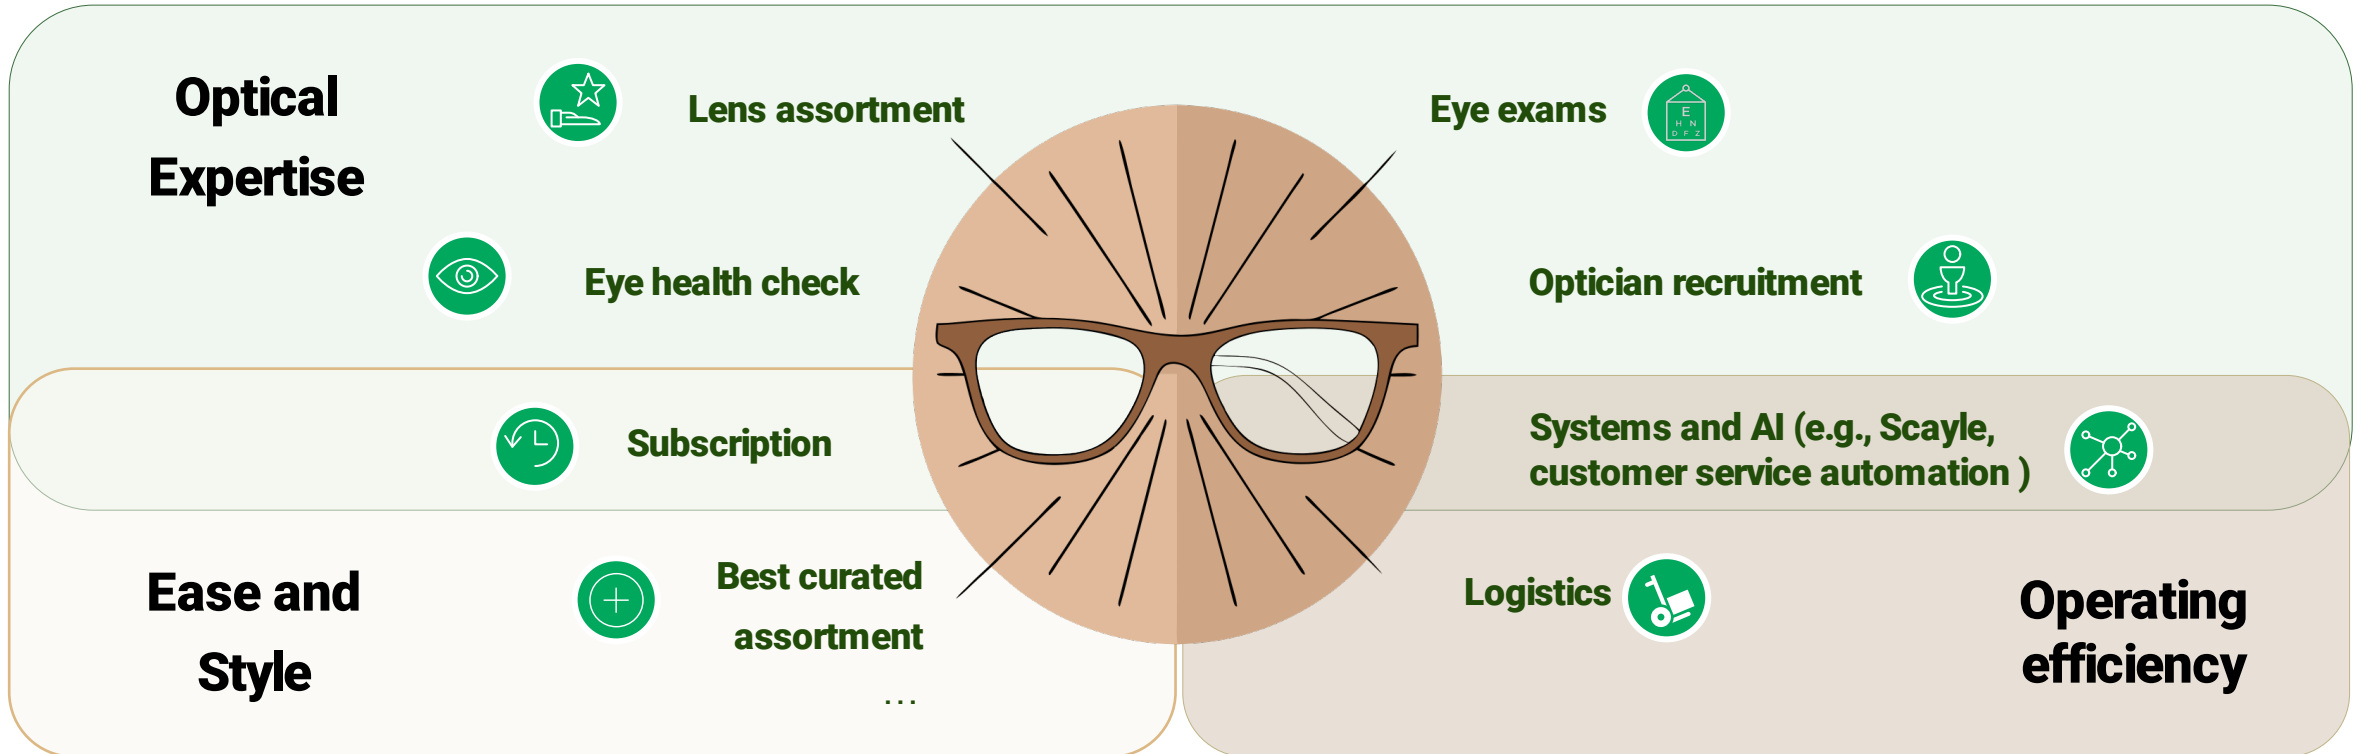 Optical
Expertise
Lens assortment
Eye exams
E
H N
D F Z
Eye health check
Optician recruitment
Subscription
Systems and AI (e.g., Scayle,
customer service automation )
Ease and
Style
Best curated
assortment
...
Logistics
Operating
efficiency